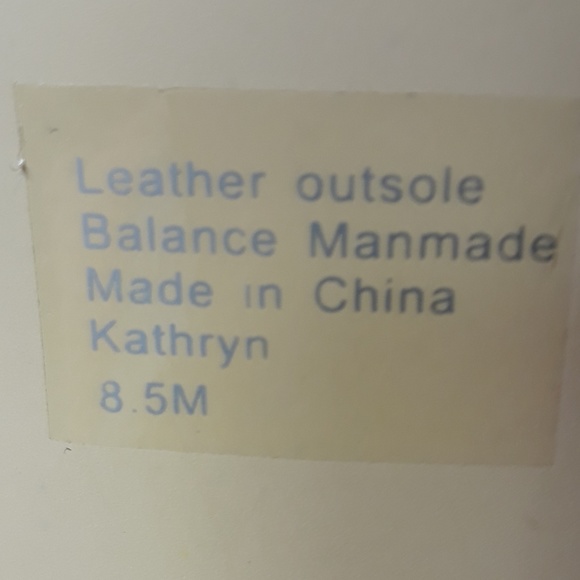 Leather outsole
Balance Manmade
Made in China
Kathryn
8.5M